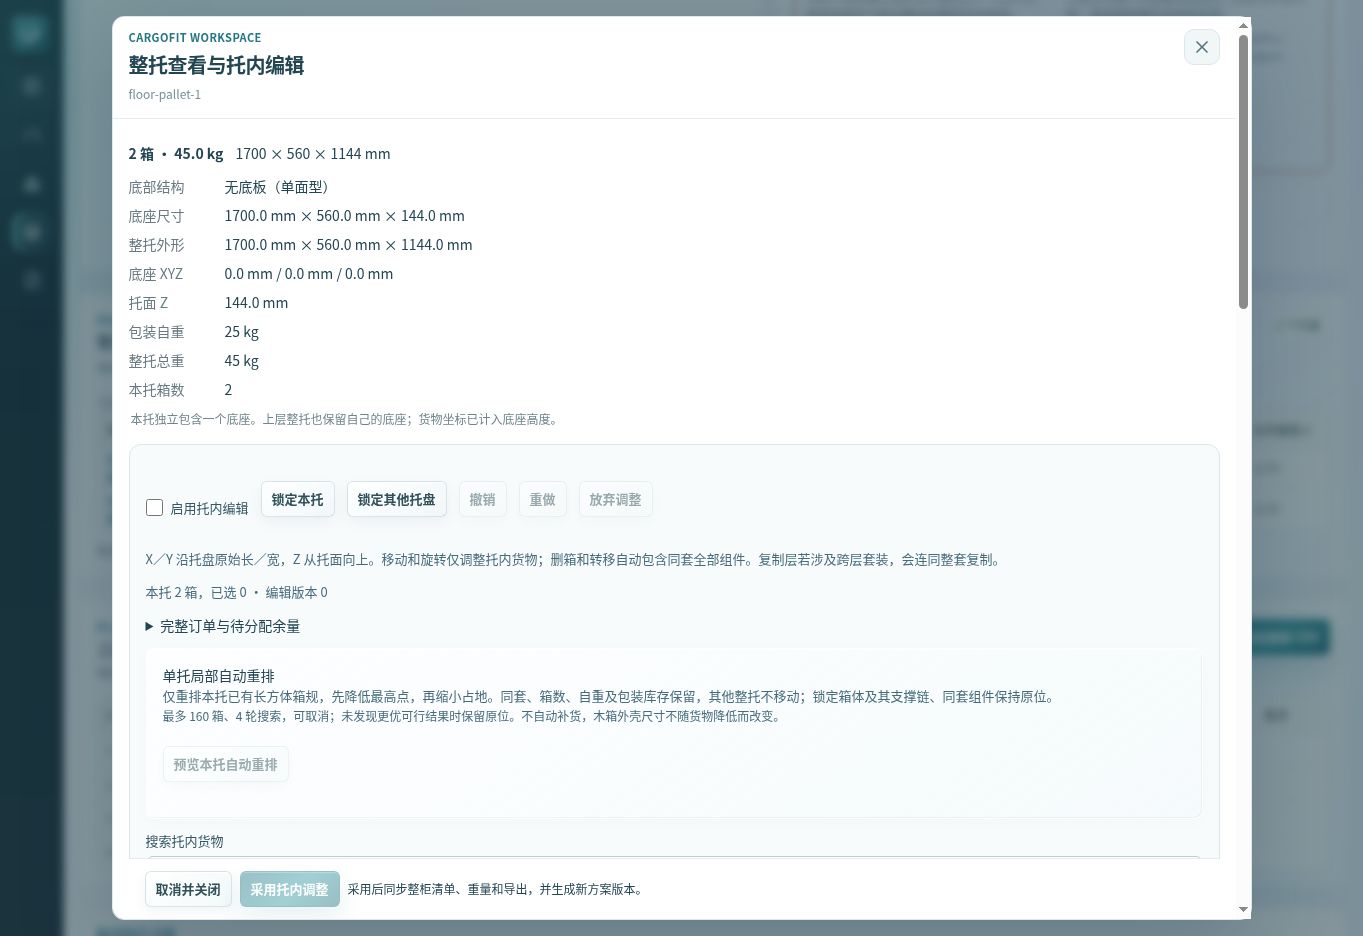 CARGOFIT WORKSPACE
整托查看与托内编辑
floor-pallet-1
2 箱 · 45.0 kg 1700 × 560 × 1144 mm
底部结构 无底板（单面型）
底座尺寸 1700.0 mm × 560.0 mm × 144.0 mm
整托外形 1700.0 mm × 560.0 mm × 1144.0 mm
底座 XYZ 0.0 mm / 0.0 mm / 0.0 mm
托面 Z 144.0 mm
包装自重 25 kg
整托总重 45 kg
本托箱数 2
本托独立包含一个底座。上层整托也保留自己的底座；货物坐标已计入底座高度。
启用托内编辑 锁定本托 锁定其他托盘 撤销 重做 放弃调整
X／Y 沿托盘原始长／宽，Z 从托面向上。移动和旋转仅调整托内货物；删箱和转移自动包含同套全部组件。复制层若涉及跨层套装，会连同整套复制。
本托 2 箱，已选 0 · 编辑版本 0
▶ 完整订单与待分配余量
单托局部自动重排
仅重排本托已有长方体箱规，先降低最高点，再缩小占地。同套、箱数、自重及包装库存保留，其他整托不移动；锁定箱体及其支撑链、同套组件保持原位。
最多 160 箱、4 轮搜索，可取消；未发现更优可行结果时保留原位。不自动补货，木箱外壳尺寸不随货物降低而改变。
预览本托自动重排
搜索托内货物
取消并关闭 采用托内调整 采用后同步整柜清单、重量和导出，并生成新方案版本。